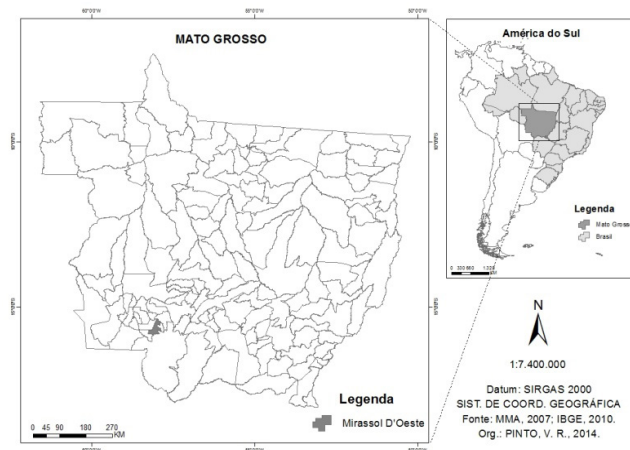 MATO GROSSO
Legenda
Mirassol D'Oeste
0 45 90 180 270
KM
América do Sul
Legenda
Mato Grosso
Brasil
N
1:7.400.000
Datum: SIRGAS 2000
SIST. DE COORD. GEOGRÁFICA
Fonte: MMA, 2007; IBGE, 2010.
Org.: PINTO, V. R., 2014.